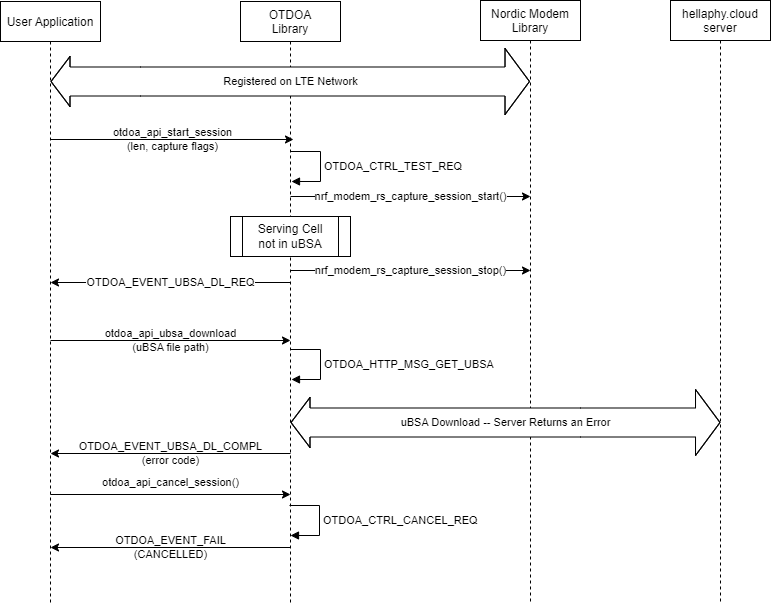 User Application
OTDOA
Library
Nordic Modem
Library
hellaphy.cloud
server
Registered on LTE Network
otdoa_api_start_session
(len, capture flags)
OTDOA_CTRL_TEST_REQ
nrf_modem_rs_capture_session_start()
Serving Cell
not in uBSA
nrf_modem_rs_capture_session_stop()
OTDOA_EVENT_UBSA_DL_REQ
otdoa_api_ubsa_download
(uBSA file path)
OTDOA_HTTP_MSG_GET_UBSA
uBSA Download -- Server Returns an Error
OTDOA_EVENT_UBSA_DL_COMPL
(error code)
otdoa_api_cancel_session()
OTDOA_CTRL_CANCEL_REQ
OTDOA_EVENT_FAIL
(CANCELLED)